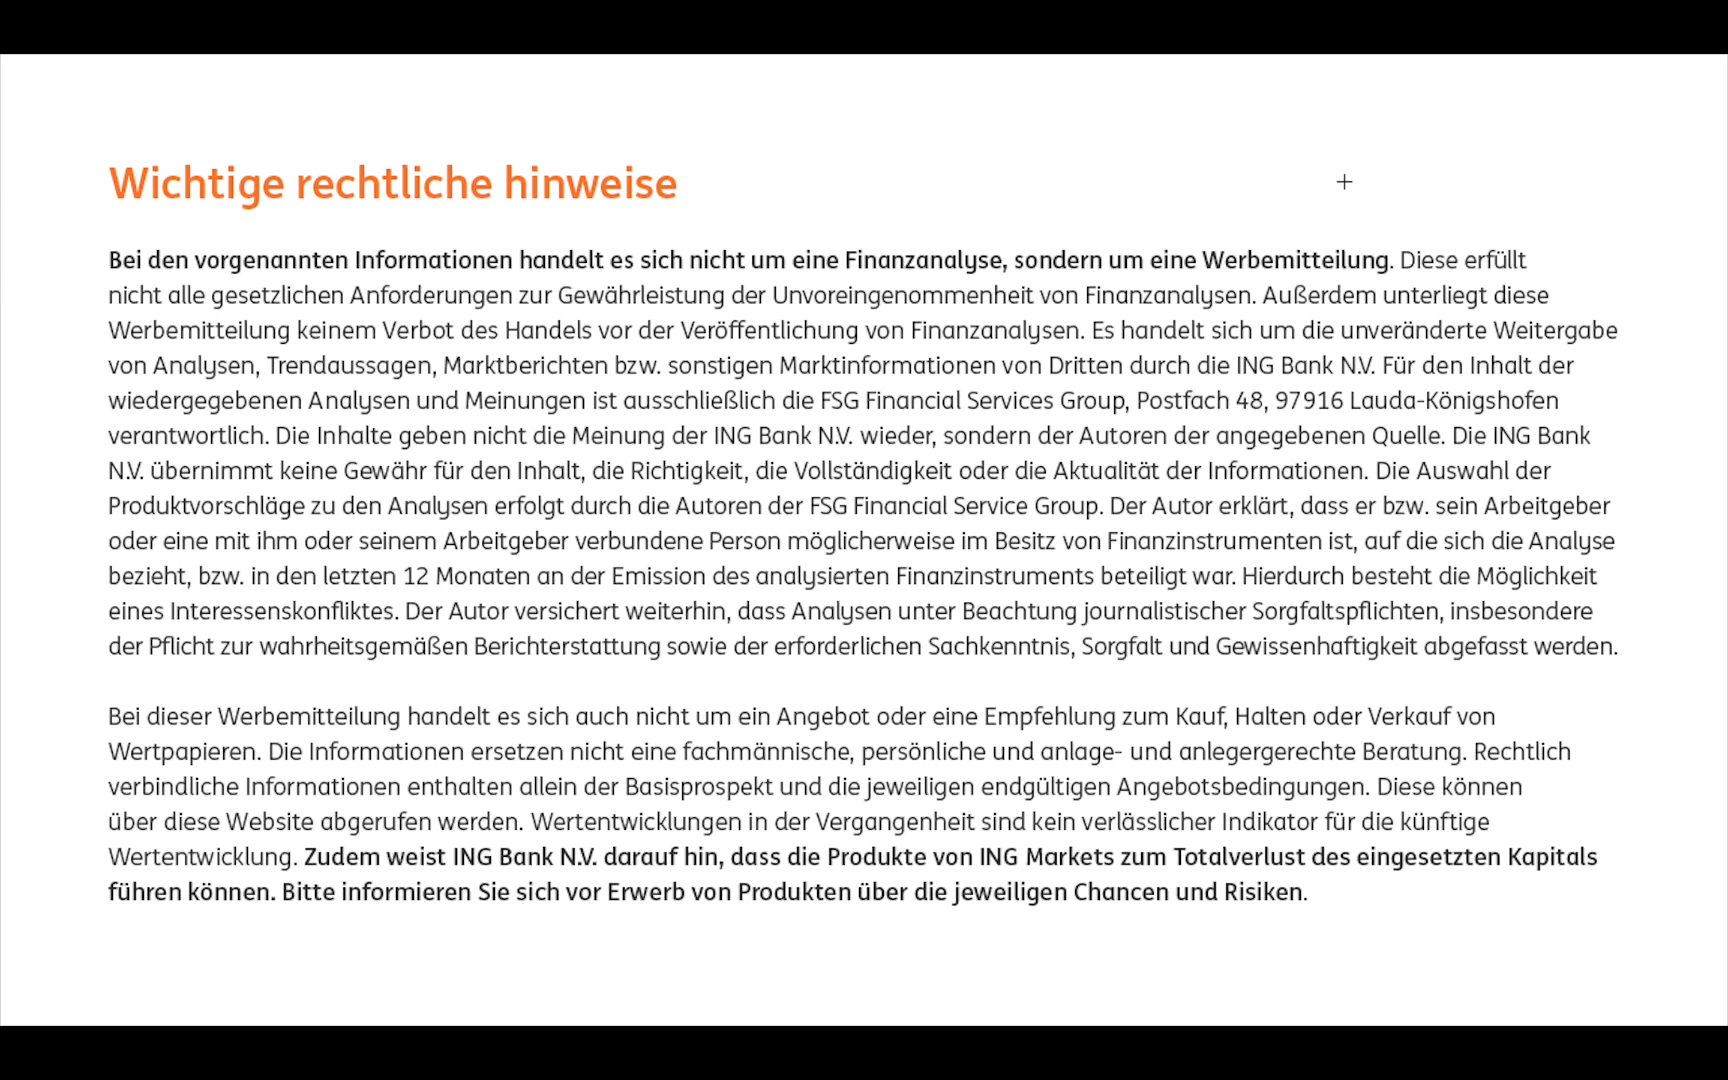 Wichtige rechtliche hinweise
Bei den vorgenannten Informationen handelt es sich nicht um eine Finanzanalyse, sondern um eine Werbemitteilung. Diese erfüllt
nicht alle gesetzlichen Anforderungen zur Gewährleistung der Unvoreingenommenheit von Finanzanalysen. Außerdem unterliegt diese
Werbemitteilung keinem Verbot des Handels vor der Veröffentlichung von Finanzanalysen. Es handelt sich um die unveränderte Weitergabe
von Analysen, Trendaussagen, Marktberichten bzw. sonstigen Marktinformationen von Dritten durch die ING Bank N.V. Für den Inhalt der
wiedergegebenen Analysen und Meinungen ist ausschließlich die FSG Financial Services Group, Postfach 48, 97916 Lauda-Königshofen
verantwortlich. Die Inhalte geben nicht die Meinung der ING Bank N.V. wieder, sondern der Autoren der angegebenen Quelle. Die ING Bank
N.V. übernimmt keine Gewähr für den Inhalt, die Richtigkeit, die Vollständigkeit oder die Aktualität der Informationen. Die Auswahl der
Produktvorschläge zu den Analysen erfolgt durch die Autoren der FSG Financial Service Group. Der Autor erklärt, dass er bzw. sein Arbeitgeber
oder eine mit ihm oder seinem Arbeitgeber verbundene Person möglicherweise im Besitz von Finanzinstrumenten ist, auf die sich die Analyse
bezieht, bzw. in den letzten 12 Monaten an der Emission des analysierten Finanzinstruments beteiligt war. Hierdurch besteht die Möglichkeit
eines Interessenskonfliktes. Der Autor versichert weiterhin, dass Analysen unter Beachtung journalistischer Sorgfaltspflichten, insbesondere
der Pflicht zur wahrheitsgemäßen Berichterstattung sowie der erforderlichen Sachkenntnis, Sorgfalt und Gewissenhaftigkeit abgefasst werden.
Bei dieser Werbemitteilung handelt es sich auch nicht um ein Angebot oder eine Empfehlung zum Kauf, Halten oder Verkauf von
Wertpapieren. Die Informationen ersetzen nicht eine fachmännische, persönliche und anlage- und anlegergerechte Beratung. Rechtlich
verbindliche Informationen enthalten allein der Basisprospekt und die jeweiligen endgültigen Angebotsbedingungen. Diese können
über diese Website abgerufen werden. Wertentwicklungen in der Vergangenheit sind kein verlässlicher Indikator für die künftige
Wertentwicklung. Zudem weist ING Bank N.V. darauf hin, dass die Produkte von ING Markets zum Totalverlust des eingesetzten Kapitals
führen können. Bitte informieren Sie sich vor Erwerb von Produkten über die jeweiligen Chancen und Risiken.